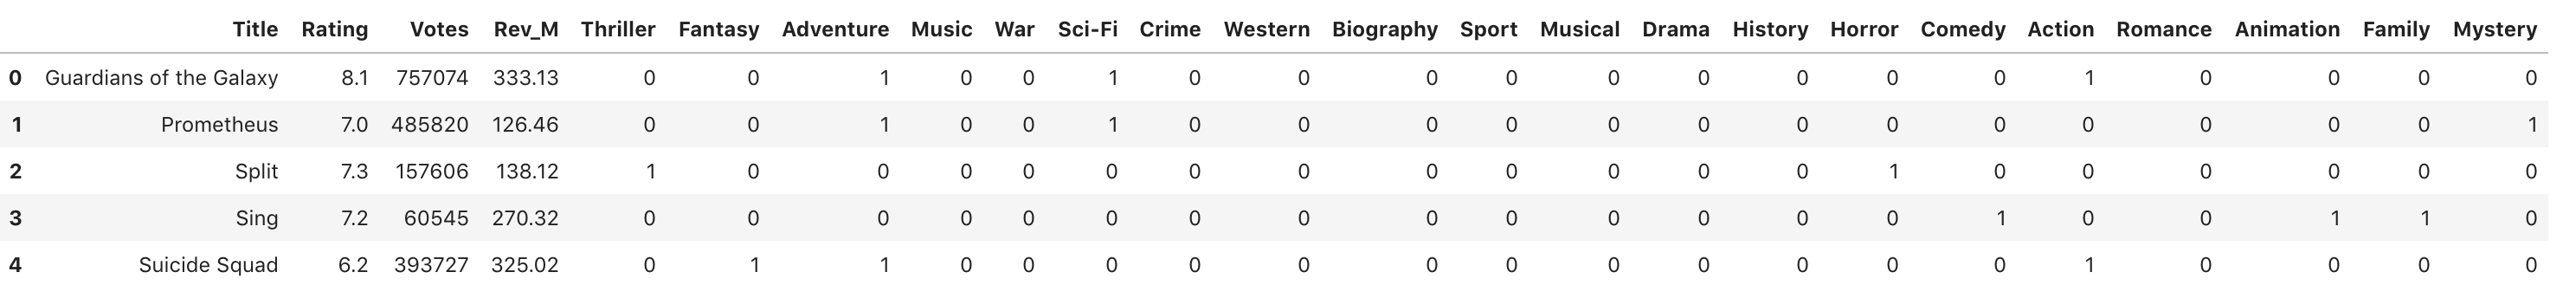 Title Rating Votes Rev_M Thriller Fantasy Adventure Music War Sci-Fi Crime Western Biography Sport Musical Drama History Horror Comedy Action Romance Animation Family Mystery
0 Guardians of the Galaxy 8.1 757074 333.13 0 0 1 0 0 1 0 0 0 0 0 0 0 0 0 1 0 0 0 0
1 Prometheus 7.0 485820 126.46 0 0 1 0 0 1 0 0 0 0 0 0 0 0 0 0 0 0 0 1
2 Split 7.3 157606 138.12 1 0 0 0 0 0 0 0 0 0 0 0 0 1 0 0 0 0 0 0
3 Sing 7.2 60545 270.32 0 0 0 0 0 0 0 0 0 0 0 0 0 0 1 0 0 1 1 0
4 Suicide Squad 6.2 393727 325.02 0 1 1 0 0 0 0 0 0 0 0 0 0 0 0 1 0 0 0 0